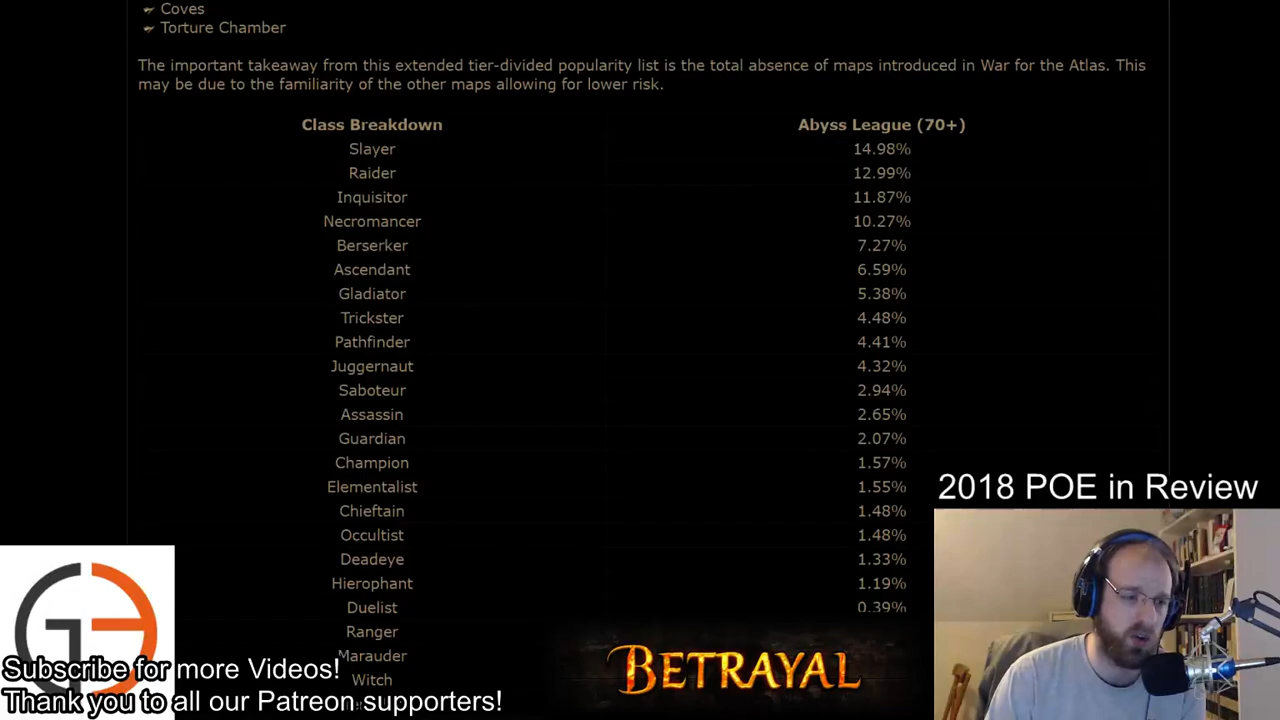 Coves
Torture Chamber
The important takeaway from this extended tier-divided popularity list is the total absence of maps introduced in War for the Atlas. This
may be due to the familiarity of the other maps allowing for lower risk.
Class Breakdown Abyss League (70+)
Slayer 14.98%
Raider 12.99%
Inquisitor 11.87%
Necromancer 10.27%
Berserker 7.27%
Ascendant 6.59%
Gladiator 5.38%
Trickster 4.48%
Pathfinder 4.41%
Juggernaut 4.32%
Saboteur 2.94%
Assassin 2.65%
Guardian 2.07%
Champion 1.57%
Elementalist 1.55%
Chieftain 1.48%
Occultist 1.48%
Deadeye 1.33%
Hierophant 1.19%
Duelist 0.39%
Ranger
Marauder
Witch
2018 POE in Review
BETRAYAL
Subscribe for more Videos!
Thank you to all our Patreon supporters!